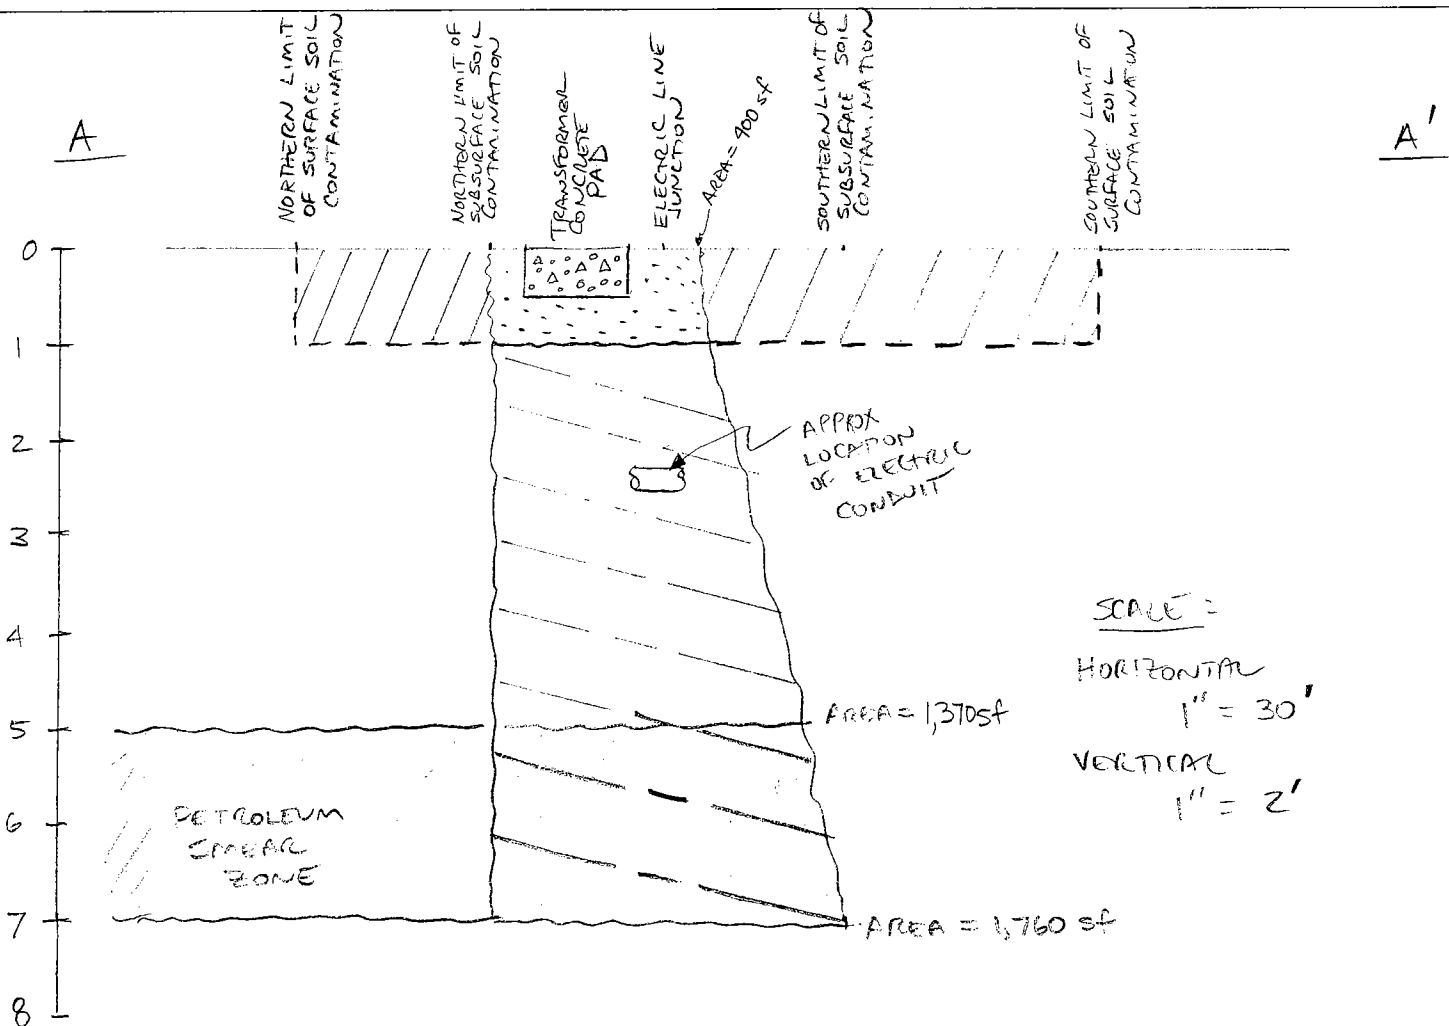 A
NORTHERN LIMIT
OF SURFACE SOIL
CONTAMINATION
NORTHERN LIMIT OF
SUBSURFACE SOIL
CONTAMINATION
TRANSFORMER
CONCRETE
PAD
ELECTRIC LINE
JUNCTION
AREA = 400 sf
SOUTHERN LIMIT OF
SUBSURFACE SOIL
CONTAMINATION
SOUTHERN LIMIT OF
SURFACE SOIL
CONTAMINATION
A'
0
1
2
3
4
5
6
7
8
APPROX
LOCATION
OF ELECTRIC
CONDUIT
SCALE =
HORIZONTAL
1" = 30'
VERTICAL
1" = 2'
AREA = 1,370 sf
PETROLEUM
SMEAR
ZONE
AREA = 1,760 sf